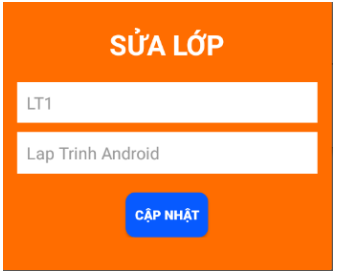 SỬA LỚP
LT1
Lap Trinh Android
CẬP NHẬT